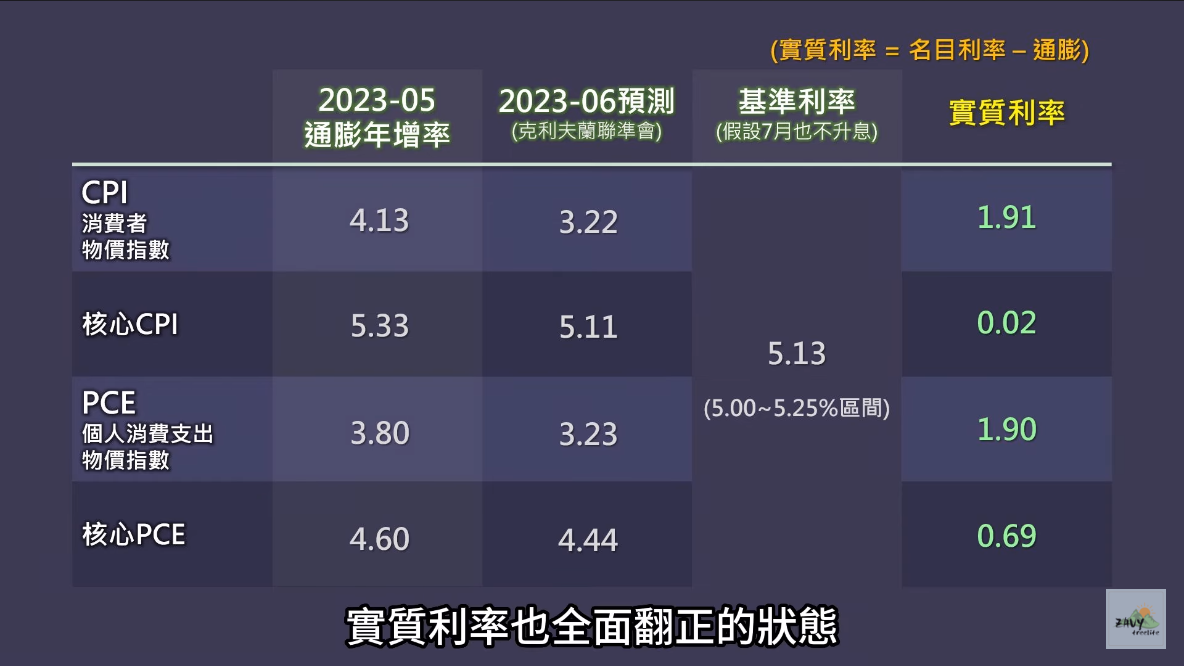 (實質利率 = 名目利率 – 通膨)
2023-05
通膨年增率
2023-06預測
(克利夫蘭聯準會)
基準利率
(假設7月也不升息)
實質利率
CPI
消費者
物價指數
4.13
3.22
1.91
核心CPI
5.33
5.11
0.02
5.13
(5.00~5.25%區間)
PCE
個人消費支出
物價指數
3.80
3.23
1.90
核心PCE
4.60
4.44
0.69
實質利率也全面翻正的狀態
ZAVY
freelife